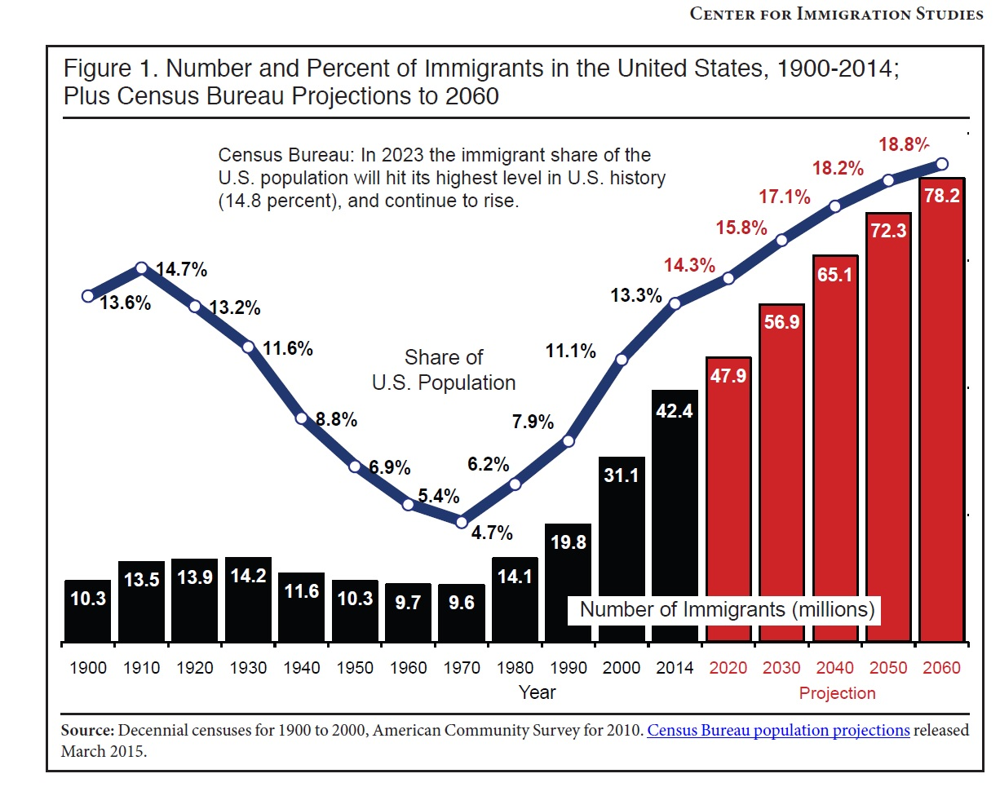 CENTER FOR IMMIGRATION STUDIES
Figure 1. Number and Percent of Immigrants in the United States, 1900-2014;
Plus Census Bureau Projections to 2060
Census Bureau: In 2023 the immigrant share of the
U.S. population will hit its highest level in U.S. history
(14.8 percent), and continue to rise.
13.6%
14.7%
13.2%
11.6%
8.8%
6.9%
5.4%
4.7%
6.2%
7.9%
11.1%
13.3%
14.3%
15.8%
17.1%
18.2%
18.8%
Share of
U.S. Population
10.3
13.5
13.9
14.2
11.6
10.3
9.7
9.6
14.1
19.8
31.1
42.4
47.9
56.9
65.1
72.3
78.2
Number of Immigrants (millions)
1900 1910 1920 1930 1940 1950 1960 1970 1980 1990 2000 2014 2020 2030 2040 2050 2060
Year
Projection
Source: Decennial censuses for 1900 to 2000, American Community Survey for 2010. Census Bureau population projections released
March 2015.